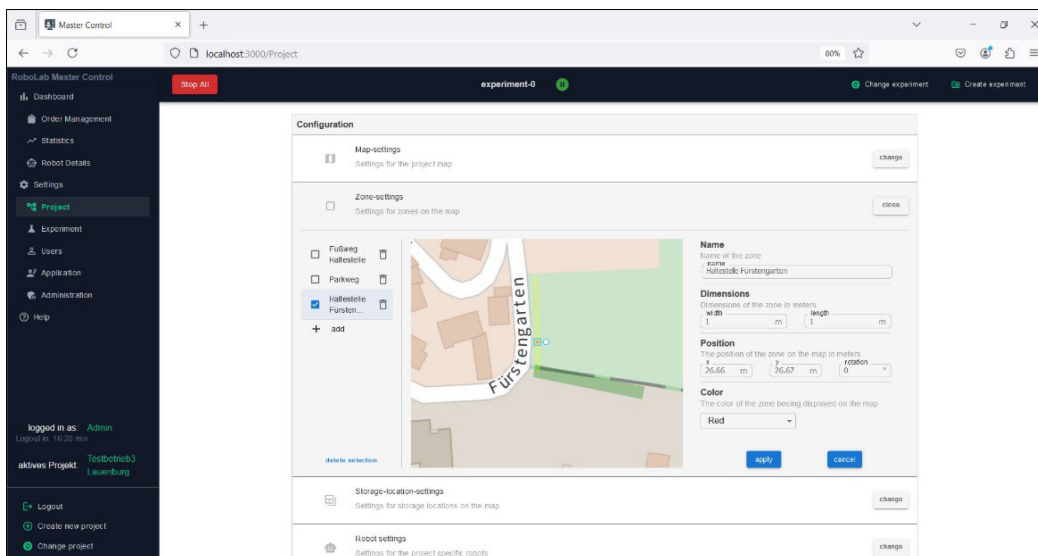 Master Control
localhost:3000/Project
80%
RoboLab Master Control
Stop All
experiment-0
Change experiment
Create experiment
Dashboard
Order Management
Statistics
Robot Details
Settings
Project
Experiment
Users
Applikation
Administration
Help
logged in as: Admin
Logout in: 16:20 min
aktives Projekt: Testbetrieb3
Lauenburg
Logout
Create new project
Change project
Configuration
Map-settings
Settings for the project map
change
Zone-settings
Settings for zones on the map
close
Fußweg
Haltestelle
Parkweg
Haltestelle
Fürsten...
add
delete selection
Fürstengarten
Name
Name of the zone
name
Haltestelle Fürstengarten
Dimensions
Dimensions of the zone in meters
width
1 m
length
1 m
Position
The position of the zone on the map in meters
x
26.66 m
y
26.67 m
rotation
0 °
Color
The color of the zone beeing displayed on the map
Red
apply
cancel
Storage-location-settings
Settings for storage locations on the map
change
Robot settings
Settings for the project specific robots
change